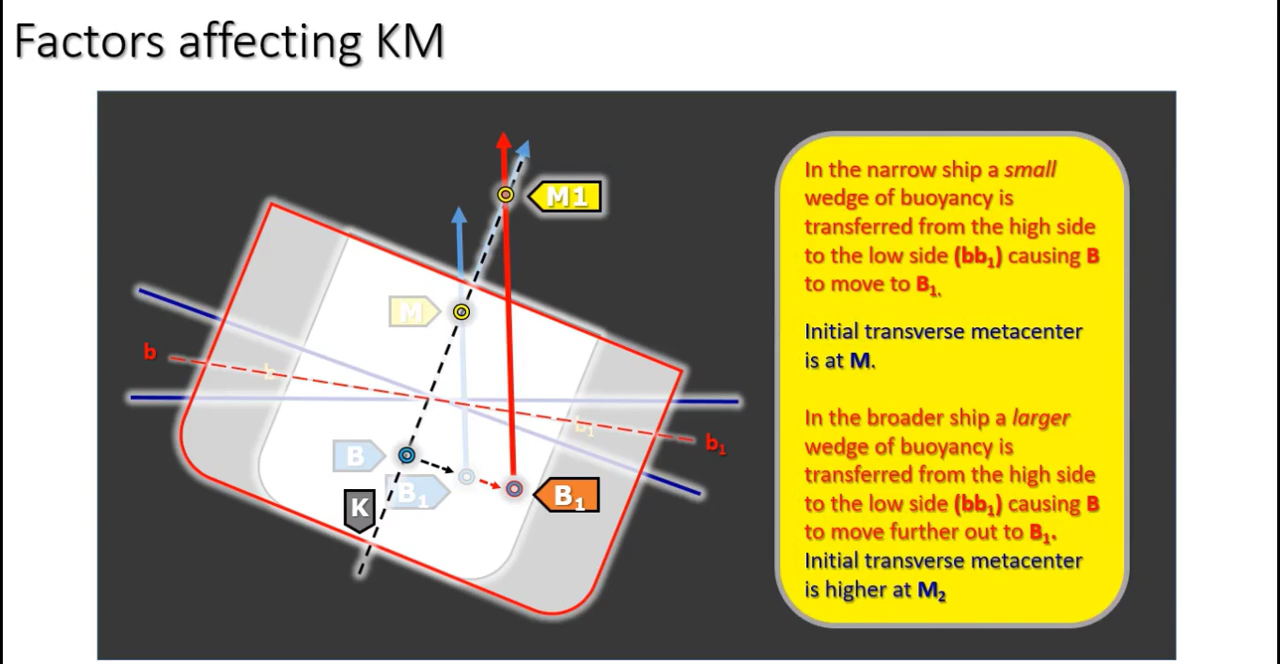 Factors affecting KM
M1
M
b
b
b₁
b₁
B
B₁
B₁
K
In the narrow ship a small
wedge of buoyancy is
transferred from the high side
to the low side (bb₁) causing B
to move to B₁.
Initial transverse metacenter
is at M.
In the broader ship a larger
wedge of buoyancy is
transferred from the high side
to the low side (bb₁) causing B
to move further out to B₁.
Initial transverse metacenter
is higher at M₂